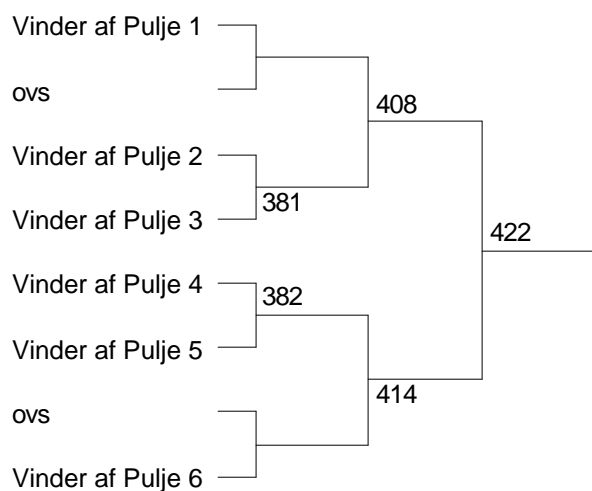 Vinder af Pulje 1
ovs
408
Vinder af Pulje 2
381
Vinder af Pulje 3
422
Vinder af Pulje 4
382
Vinder af Pulje 5
414
ovs
Vinder af Pulje 6